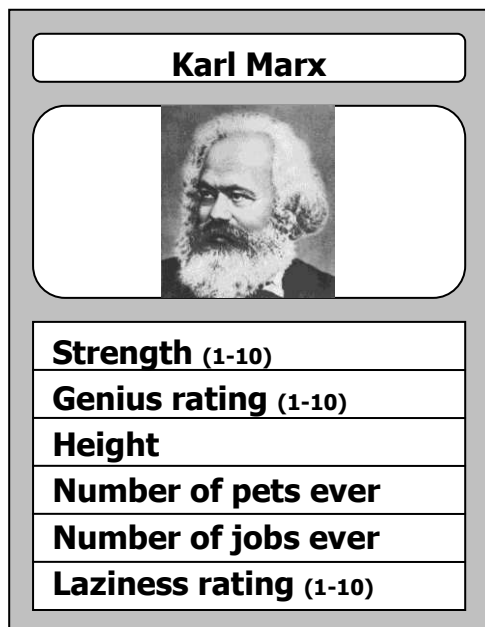 Karl Marx
Strength (1-10)
Genius rating (1-10)
Height
Number of pets ever
Number of jobs ever
Laziness rating (1-10)